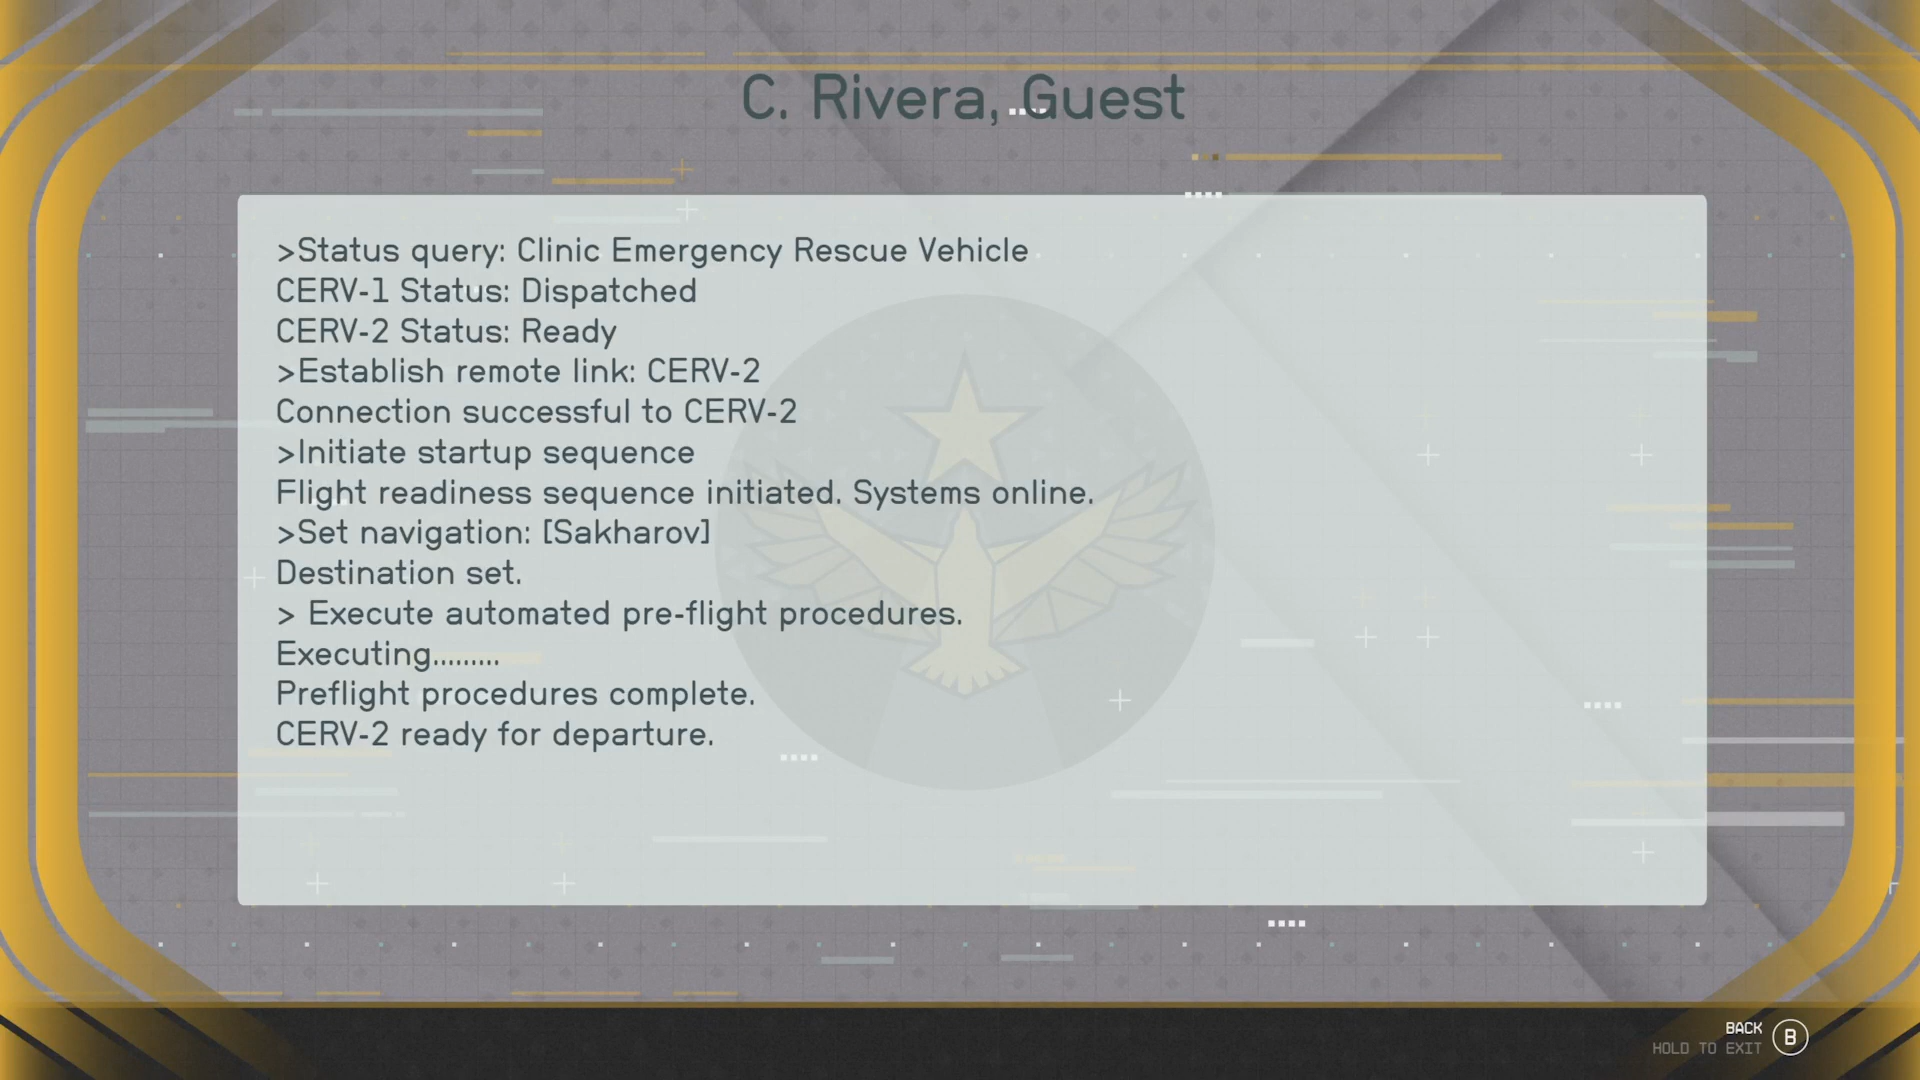 C. Rivera, Guest
>Status query: Clinic Emergency Rescue Vehicle
CERV-1 Status: Dispatched
CERV-2 Status: Ready
>Establish remote link: CERV-2
Connection successful to CERV-2
>Initiate startup sequence
Flight readiness sequence initiated. Systems online.
>Set navigation: [Sakharov]
Destination set.
> Execute automated pre-flight procedures.
Executing.........
Preflight procedures complete.
CERV-2 ready for departure.
BACK
HOLD TO EXIT
B